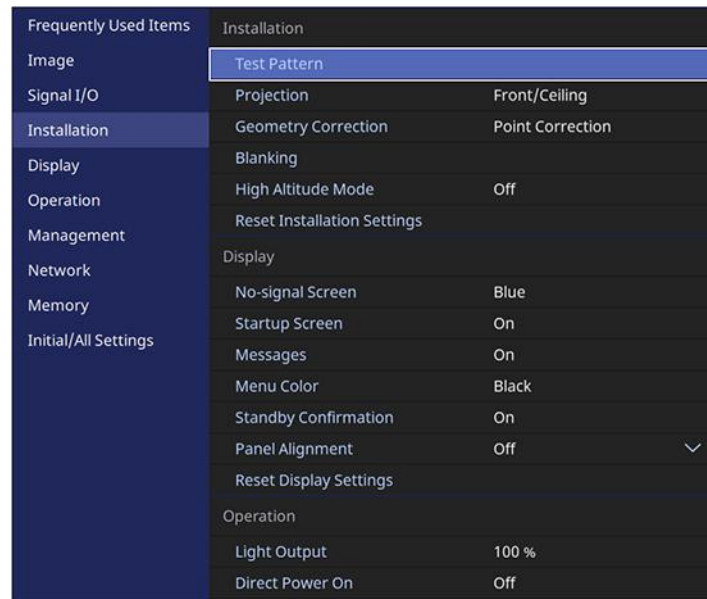 Frequently Used Items
Image
Signal I/O
Installation
Display
Operation
Management
Network
Memory
Initial/All Settings
Installation
Test Pattern
Projection Front/Ceiling
Geometry Correction Point Correction
Blanking
High Altitude Mode Off
Reset Installation Settings
Display
No-signal Screen Blue
Startup Screen On
Messages On
Menu Color Black
Standby Confirmation On
Panel Alignment Off
Reset Display Settings
Operation
Light Output 100 %
Direct Power On Off